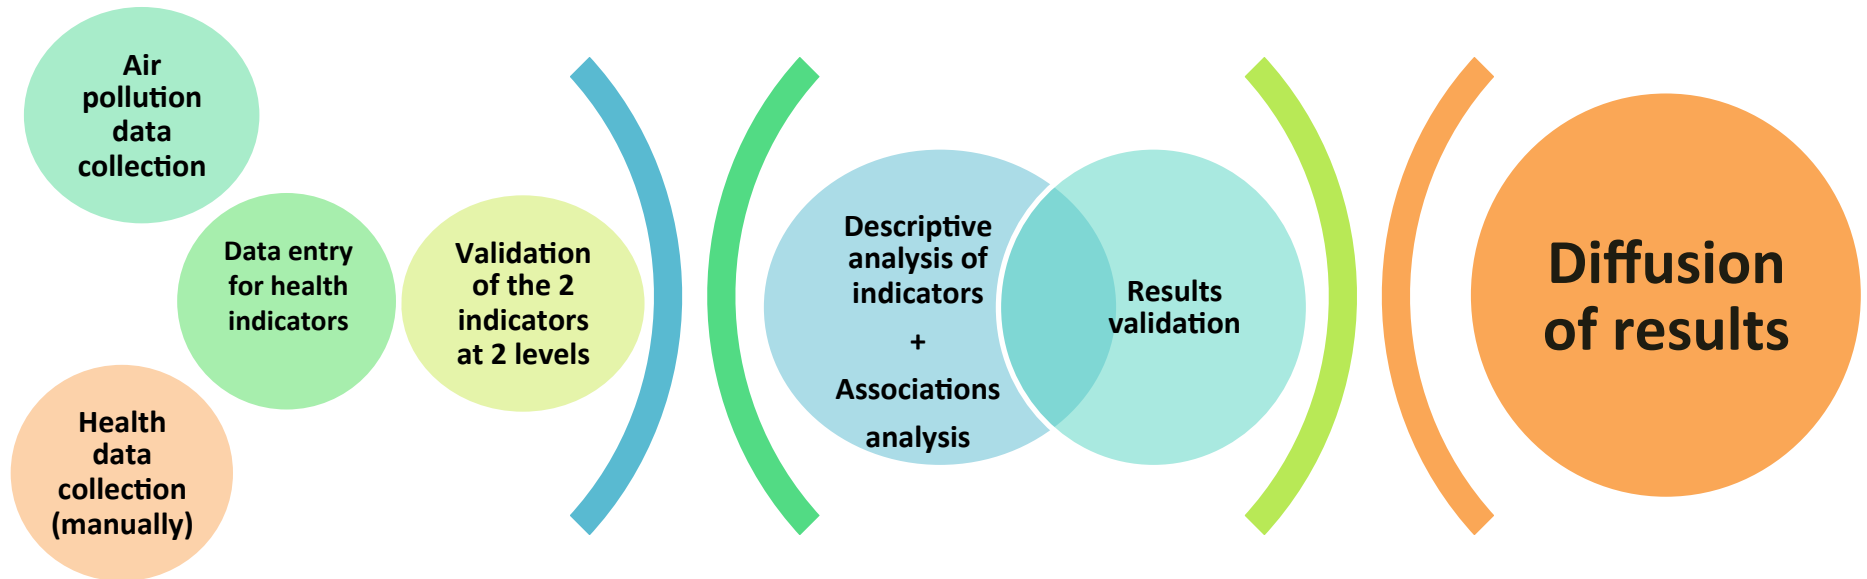 Air
pollution
data
collection
Data entry
for health
indicators
Health
data
collection
(manually)
Validation
of the 2
indicators
at 2 levels
Descriptive
analysis of
indicators
+
Associations
analysis
Results
validation
Diffusion
of results